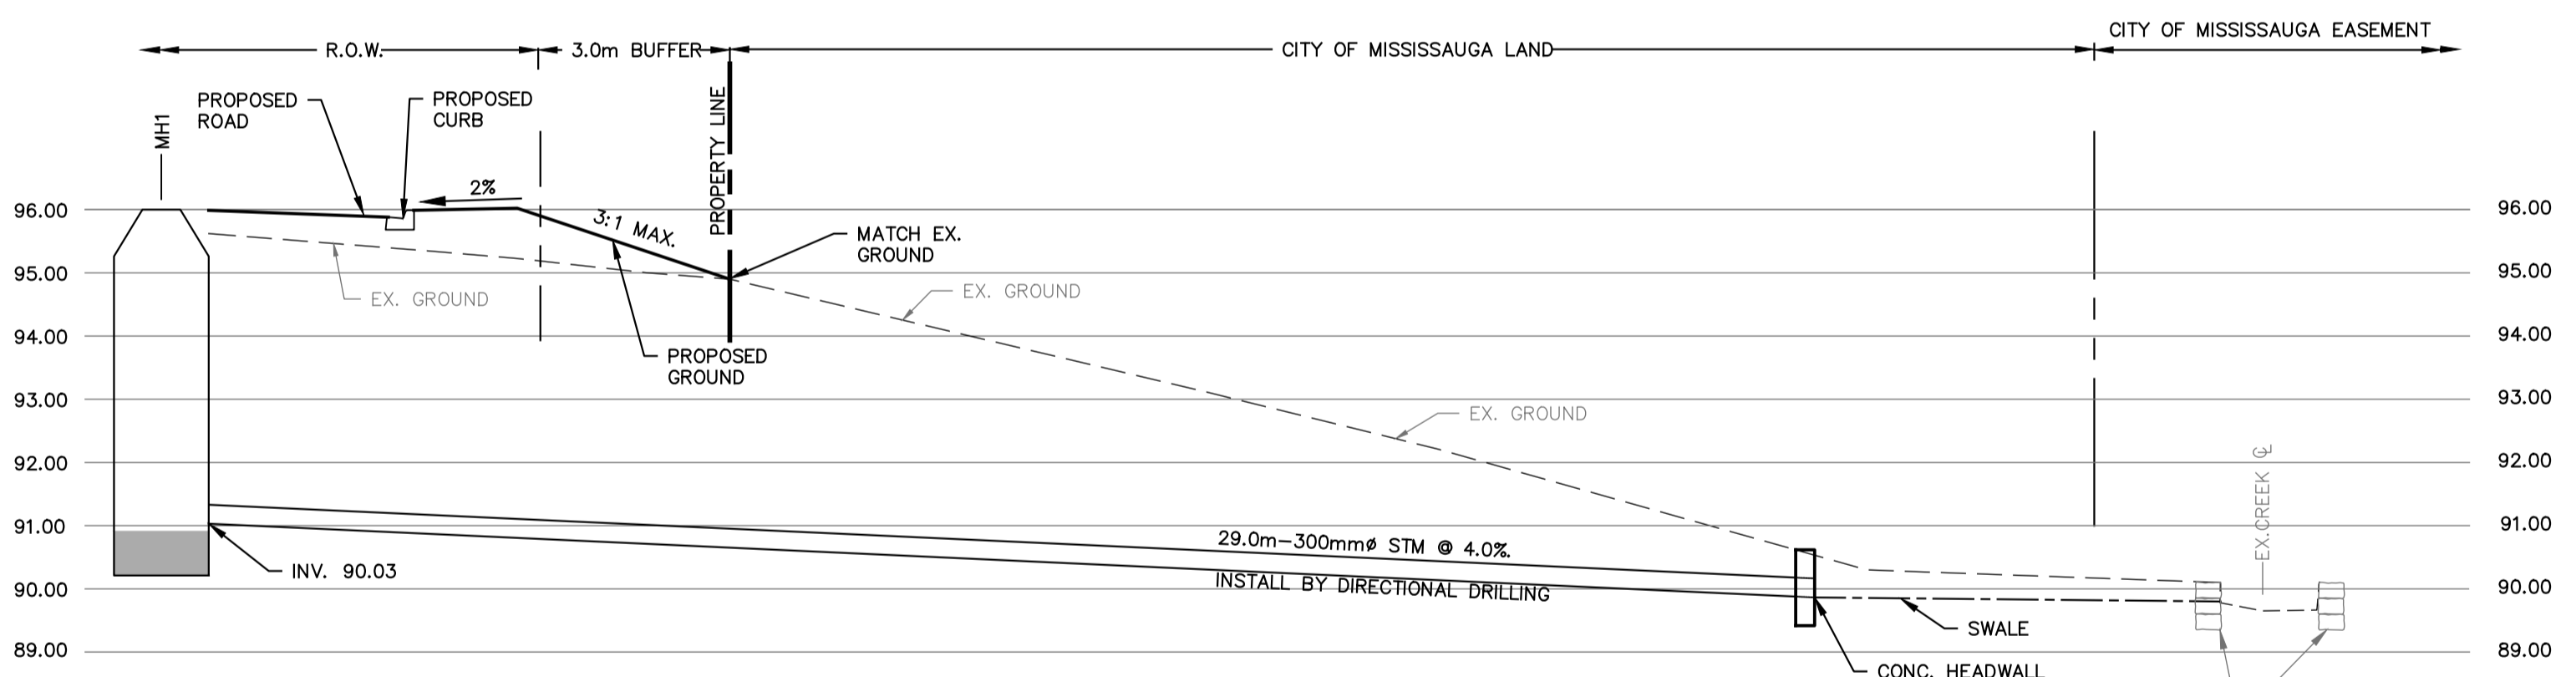 CITY OF MISSISSAUGA EASEMENT
R.O.W.
3.0m BUFFER
CITY OF MISSISSAUGA LAND
PROPOSED
ROAD
PROPOSED
CURB
MH1
PROPERTY LINE
2%
3:1 MAX.
MATCH EX.
GROUND
EX. GROUND
EX. GROUND
PROPOSED
GROUND
EX. GROUND
EX.CREEK ℄
29.0m-300mmø STM @ 4.0%.
INSTALL BY DIRECTIONAL DRILLING
INV. 90.03
SWALE
CONC. HEADWALL
96.00
95.00
94.00
93.00
92.00
91.00
90.00
89.00
96.00
95.00
94.00
93.00
92.00
91.00
90.00
89.00